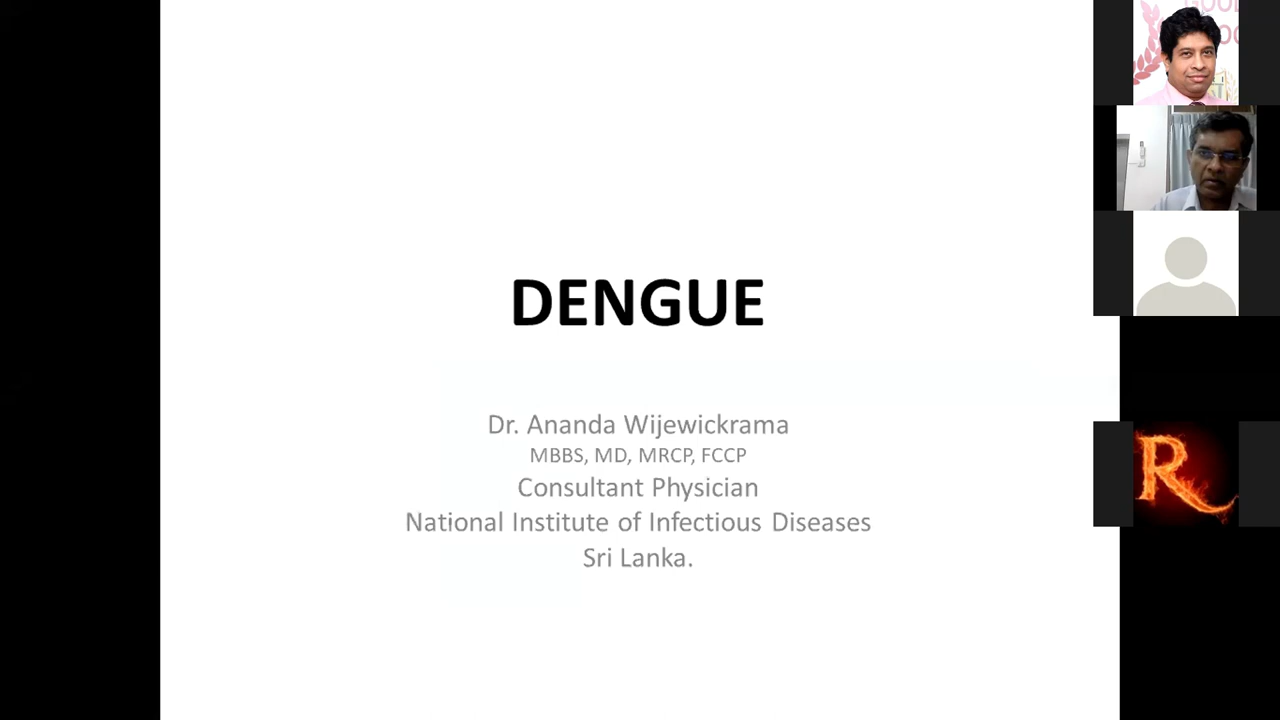 DENGUE
Dr. Ananda Wijewickrama
MBBS, MD, MRCP, FCCP
Consultant Physician
National Institute of Infectious Diseases
Sri Lanka.
R